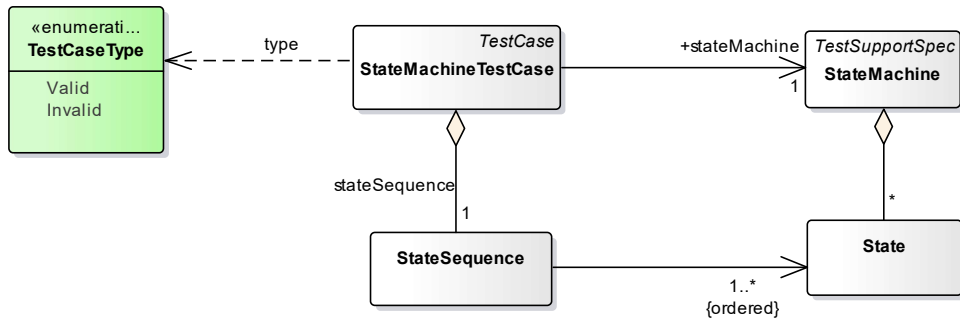 «enumerati...
TestCaseType
Valid
Invalid
type
TestCase
StateMachineTestCase
+stateMachine
1
TestSupportSpec
StateMachine
stateSequence
1
*
StateSequence
1..*
{ordered}
State